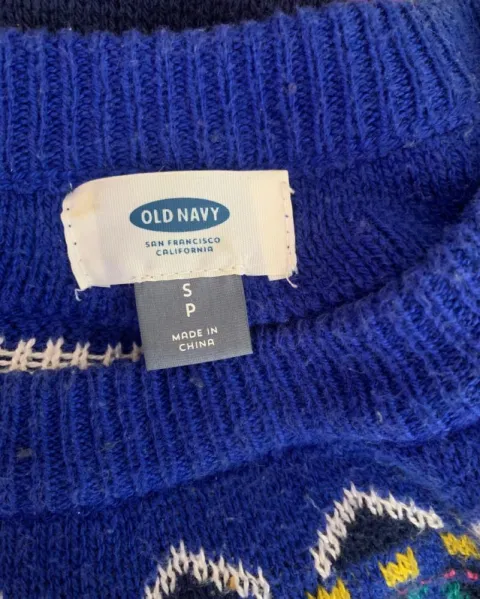 OLD NAVY
SAN FRANCISCO
CALIFORNIA
S
P
MADE IN
CHINA